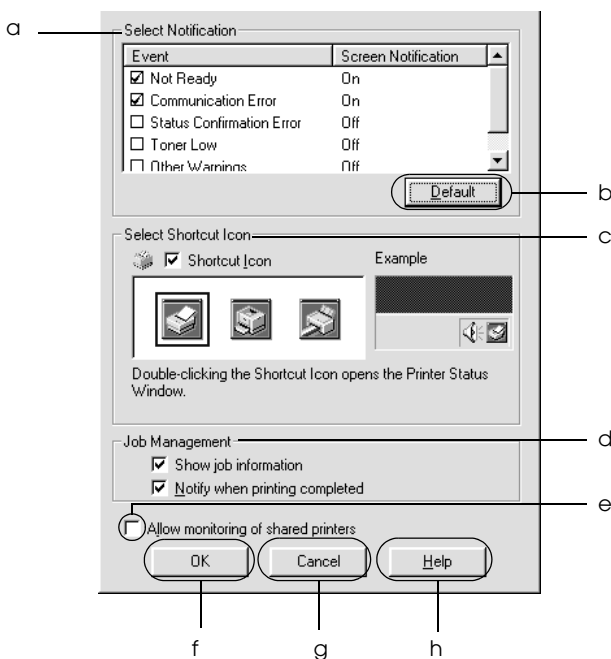 a
Select Notification
Event Screen Notification
Not Ready On
Communication Error On
Status Confirmation Error Off
Toner Low Off
Other Warnings Off
Default
b
Select Shortcut Icon
c
Shortcut Icon
Example
Double-clicking the Shortcut Icon opens the Printer Status
Window.
Job Management
d
Show job information
Notify when printing completed
e
Allow monitoring of shared printers
OK Cancel Help
f g h